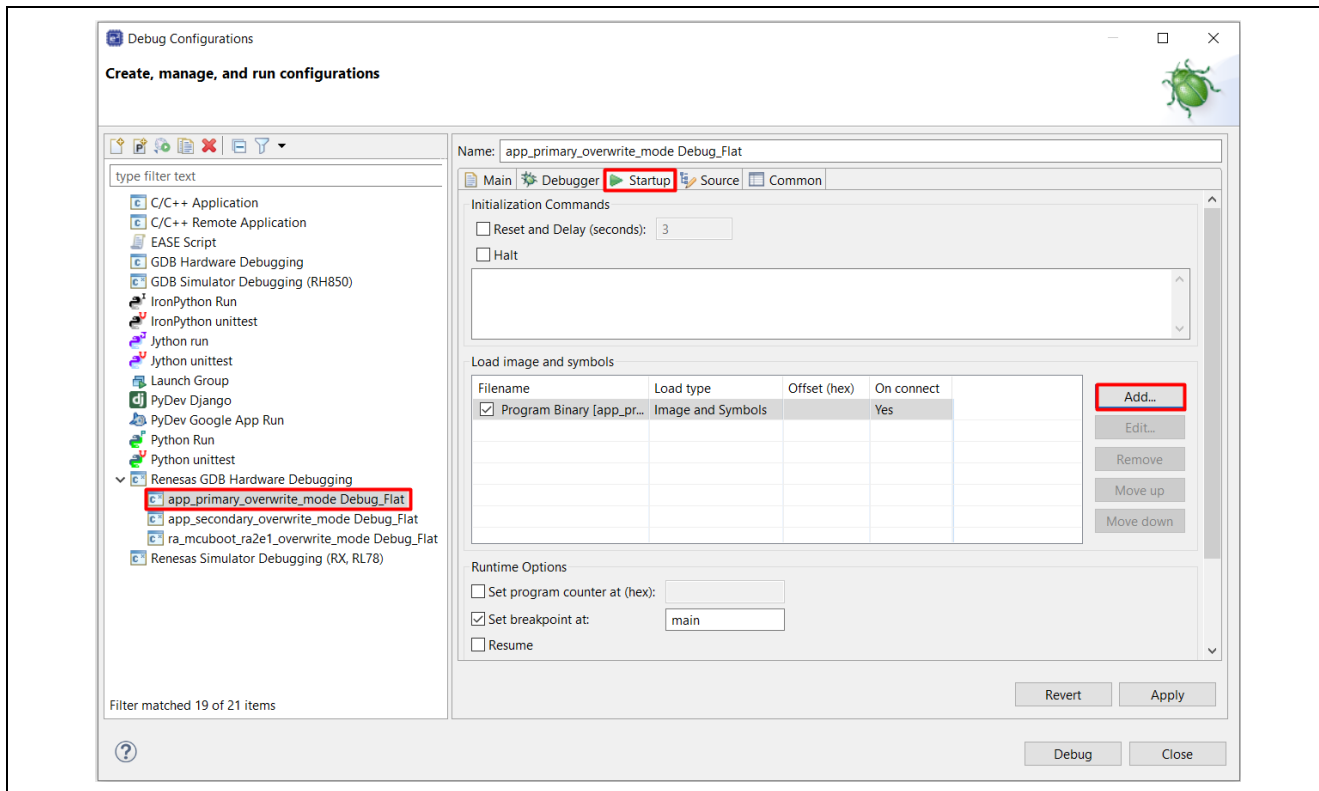 Debug Configurations
Create, manage, and run configurations
type filter text
C/C++ Application
C/C++ Remote Application
EASE Script
GDB Hardware Debugging
GDB Simulator Debugging (RH850)
IronPython Run
IronPython unittest
Jython run
Jython unittest
Launch Group
PyDev Django
PyDev Google App Run
Python Run
Python unittest
Renesas GDB Hardware Debugging
app_primary_overwrite_mode Debug_Flat
app_secondary_overwrite_mode Debug_Flat
ra_mcuboot_ra2e1_overwrite_mode Debug_Flat
Renesas Simulator Debugging (RX, RL78)
Filter matched 19 of 21 items
Name: app_primary_overwrite_mode Debug_Flat
Main Debugger Startup Source Common
Initialization Commands
Reset and Delay (seconds): 3
Halt
Load image and symbols
Filename Load type Offset (hex) On connect
Program Binary [app_pr... Image and Symbols Yes
Add...
Edit...
Remove
Move up
Move down
Runtime Options
Set program counter at (hex):
Set breakpoint at: main
Resume
Revert Apply
Debug Close